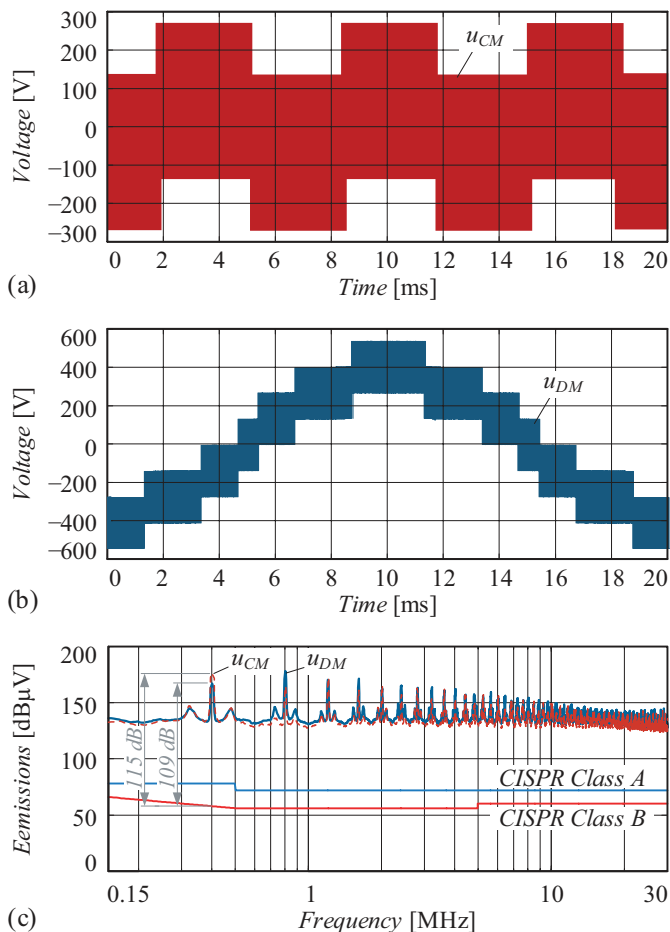 300
200
100
0
−100
−200
−300
Voltage [V]
u_CM
0 2 4 6 8 10 12 14 16 18 20
Time [ms]
(a)
600
400
200
0
−200
−400
−600
Voltage [V]
u_DM
0 2 4 6 8 10 12 14 16 18 20
Time [ms]
(b)
200
150
100
50
0
Eemissions [dBµV]
u_CM
u_DM
115 dB
109 dB
CISPR Class A
CISPR Class B
0.15 1 10 30
Frequency [MHz]
(c)